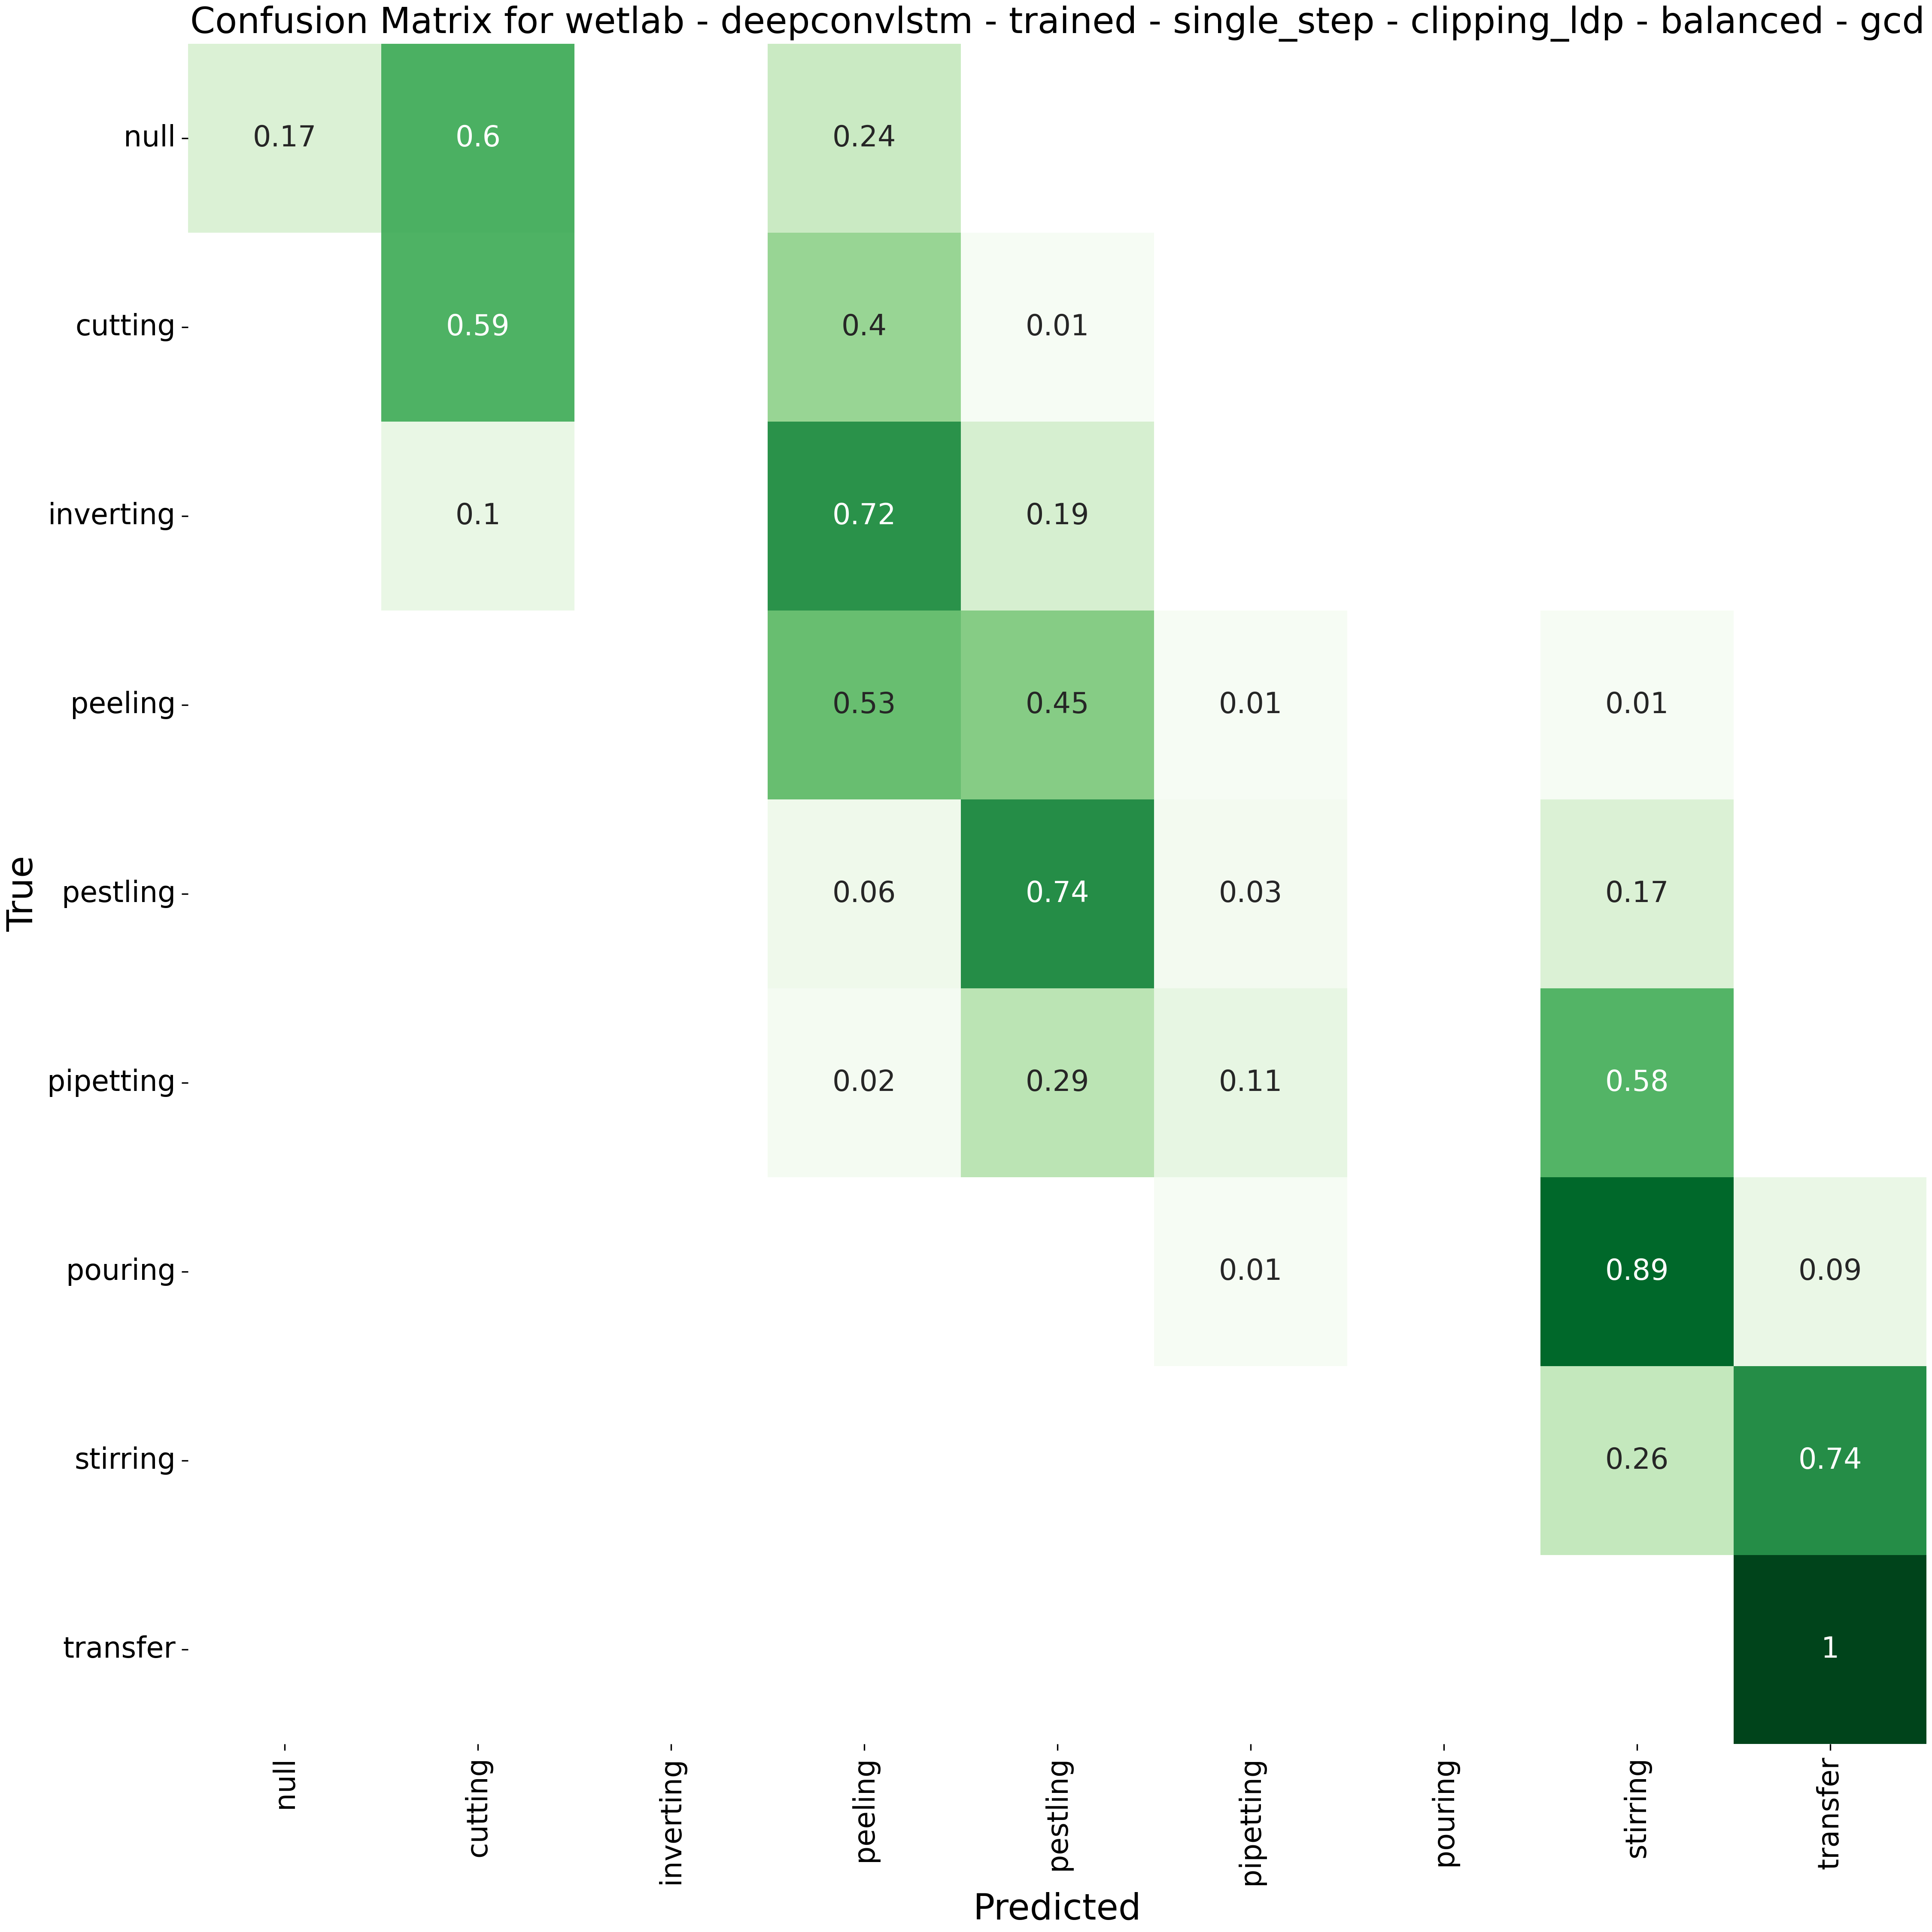 Confusion Matrix for wetlab - deepconvlstm - trained - single_step - clipping_ldp - balanced - gcd
null 0.17 0.6 0.24
cutting 0.59 0.4 0.01
inverting 0.1 0.72 0.19
peeling 0.53 0.45 0.01 0.01
pestling 0.06 0.74 0.03 0.17
pipetting 0.02 0.29 0.11 0.58
pouring 0.01 0.89 0.09
stirring 0.26 0.74
transfer 1
True
null cutting inverting peeling pestling pipetting pouring stirring transfer
Predicted